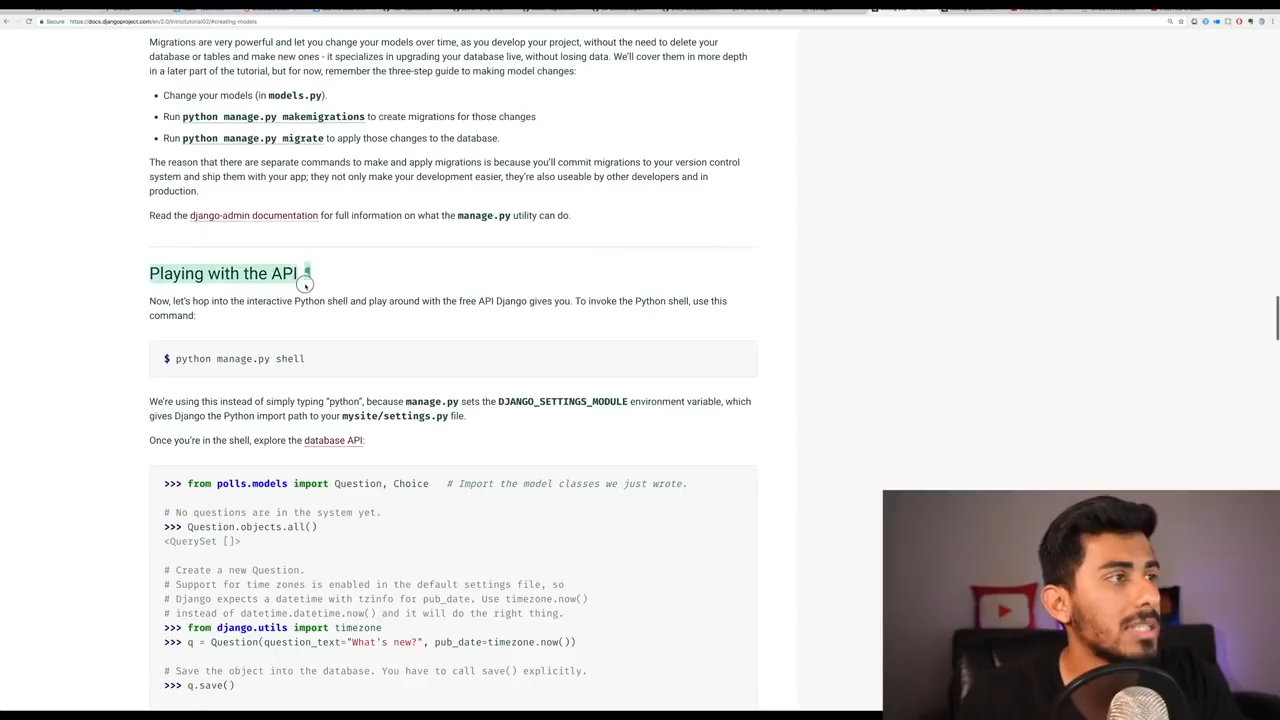 Secure https://docs.djangoproject.com/en/2.0/intro/tutorial02/#creating-models
Migrations are very powerful and let you change your models over time, as you develop your project, without the need to delete your
database or tables and make new ones - it specializes in upgrading your database live, without losing data. We'll cover them in more depth
in a later part of the tutorial, but for now, remember the three-step guide to making model changes:
• Change your models (in models.py).
• Run python manage.py makemigrations to create migrations for those changes
• Run python manage.py migrate to apply those changes to the database.
The reason that there are separate commands to make and apply migrations is because you'll commit migrations to your version control
system and ship them with your app; they not only make your development easier, they're also useable by other developers and in
production.
Read the django-admin documentation for full information on what the manage.py utility can do.
Playing with the API ¶
Now, let's hop into the interactive Python shell and play around with the free API Django gives you. To invoke the Python shell, use this
command:
$ python manage.py shell
We're using this instead of simply typing "python", because manage.py sets the DJANGO_SETTINGS_MODULE environment variable, which
gives Django the Python import path to your mysite/settings.py file.
Once you're in the shell, explore the database API:
>>> from polls.models import Question, Choice   # Import the model classes we just wrote.
# No questions are in the system yet.
>>> Question.objects.all()
<QuerySet []>
# Create a new Question.
# Support for time zones is enabled in the default settings file, so
# Django expects a datetime with tzinfo for pub_date. Use timezone.now()
# instead of datetime.datetime.now() and it will do the right thing.
>>> from django.utils import timezone
>>> q = Question(question_text="What's new?", pub_date=timezone.now())
# Save the object into the database. You have to call save() explicitly.
>>> q.save()